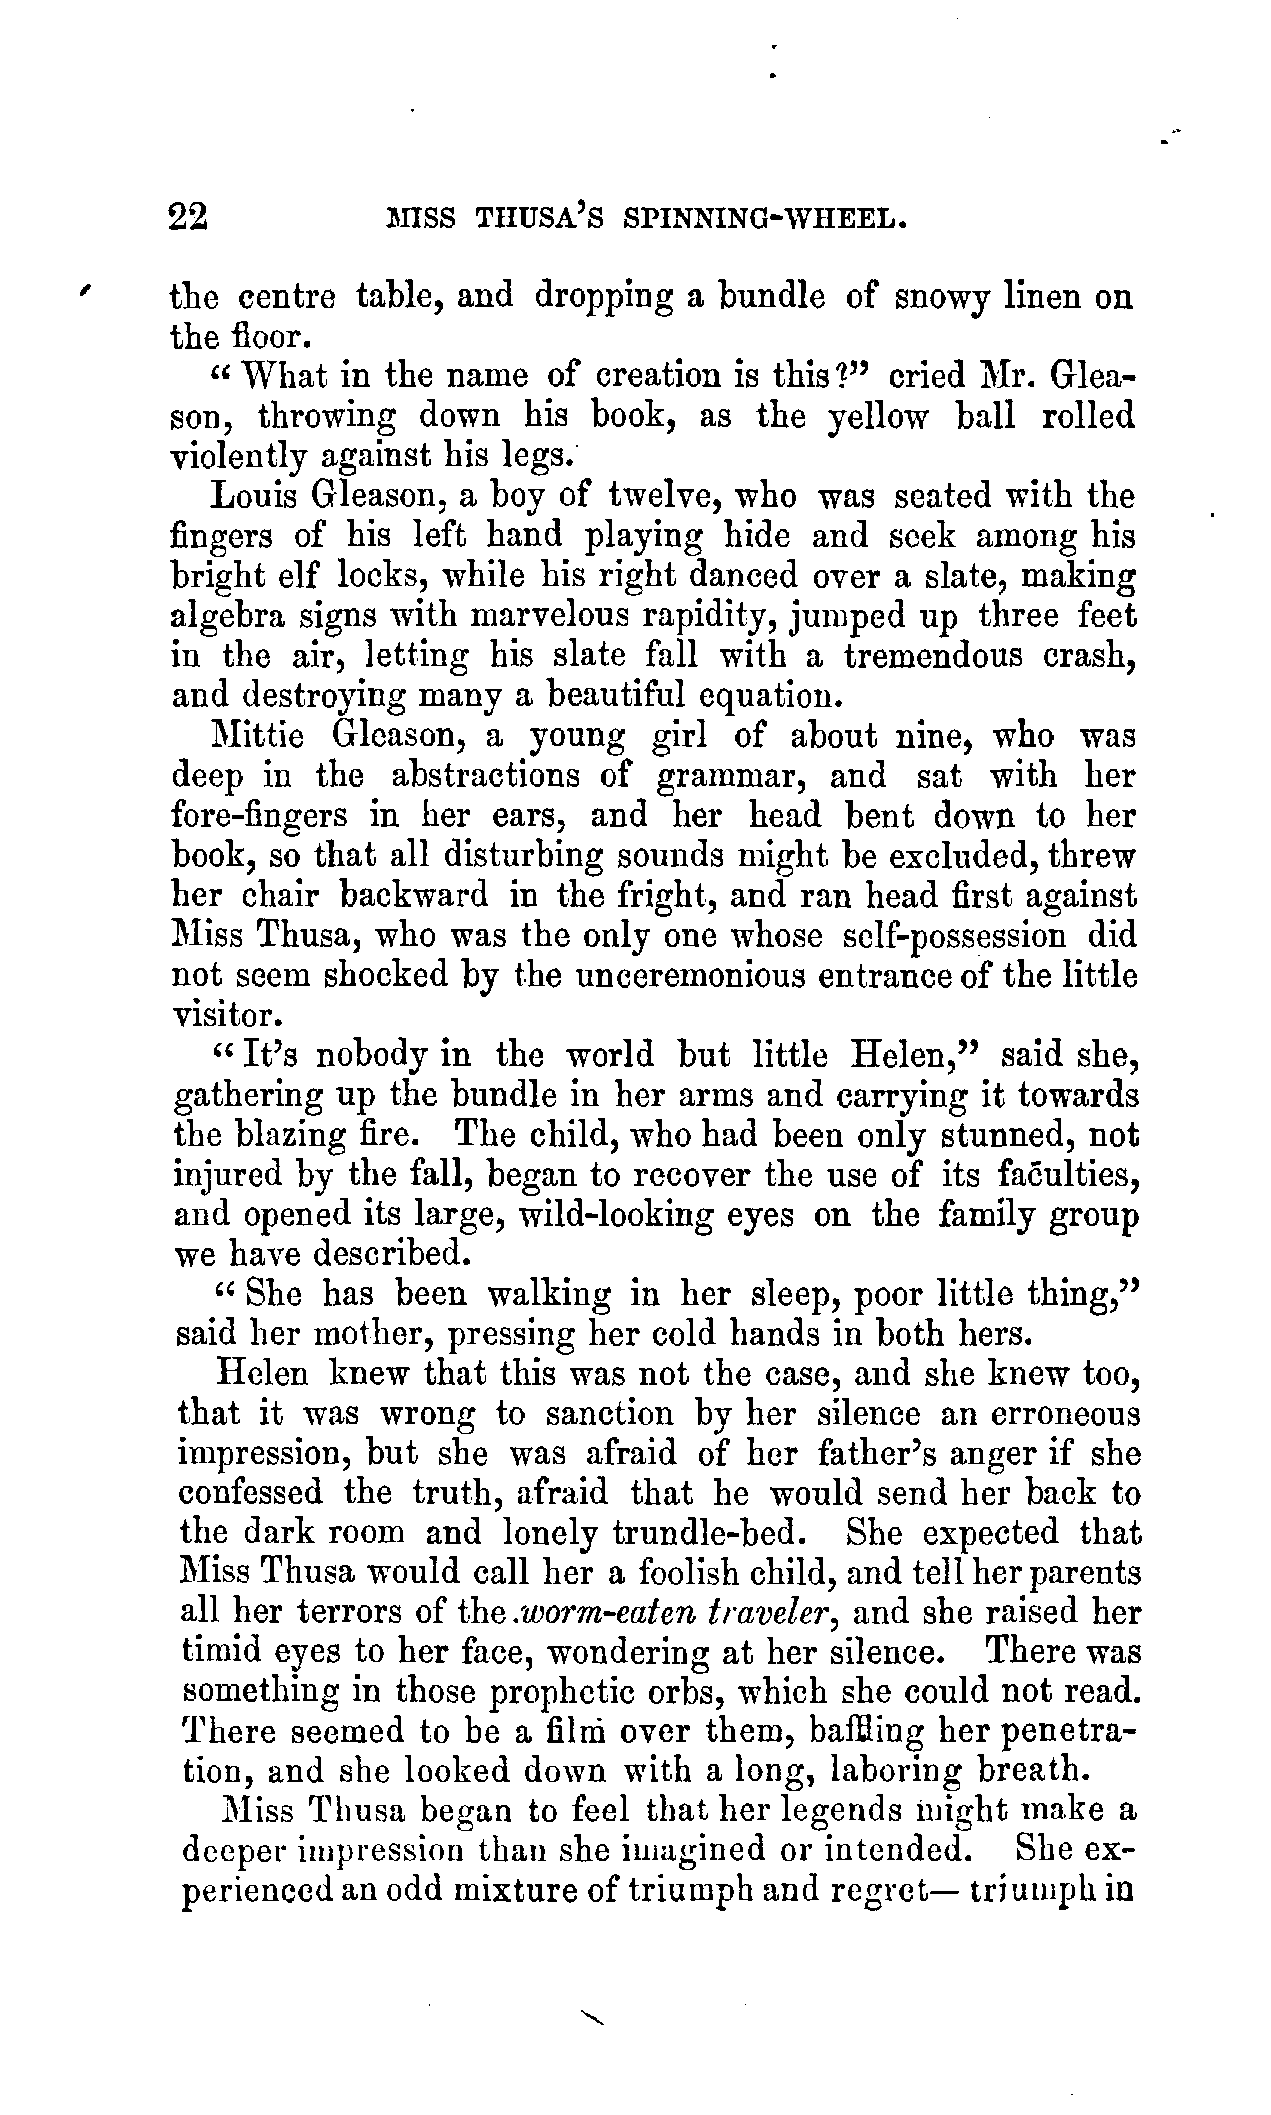 22 MISS THUSA'S SPINNING-WHEEL.
the centre table, and dropping a bundle of snowy linen on
the floor.
"What in the name of creation is this?" cried Mr. Glea-
son, throwing down his book, as the yellow ball rolled
violently against his legs.
Louis Gleason, a boy of twelve, who was seated with the
fingers of his left hand playing hide and seek among his
bright elf locks, while his right danced over a slate, making
algebra signs with marvelous rapidity, jumped up three feet
in the air, letting his slate fall with a tremendous crash,
and destroying many a beautiful equation.
Mittie Gleason, a young girl of about nine, who was
deep in the abstractions of grammar, and sat with her
fore-fingers in her ears, and her head bent down to her
book, so that all disturbing sounds might be excluded, threw
her chair backward in the fright, and ran head first against
Miss Thusa, who was the only one whose self-possession did
not seem shocked by the unceremonious entrance of the little
visitor.
"It's nobody in the world but little Helen," said she,
gathering up the bundle in her arms and carrying it towards
the blazing fire. The child, who had been only stunned, not
injured by the fall, began to recover the use of its faculties,
and opened its large, wild-looking eyes on the family group
we have described.
"She has been walking in her sleep, poor little thing,"
said her mother, pressing her cold hands in both hers.
Helen knew that this was not the case, and she knew too,
that it was wrong to sanction by her silence an erroneous
impression, but she was afraid of her father's anger if she
confessed the truth, afraid that he would send her back to
the dark room and lonely trundle-bed. She expected that
Miss Thusa would call her a foolish child, and tell her parents
all her terrors of the worm-eaten traveler, and she raised her
timid eyes to her face, wondering at her silence. There was
something in those prophetic orbs, which she could not read.
There seemed to be a film over them, baffling her penetra-
tion, and she looked down with a long, laboring breath.
Miss Thusa began to feel that her legends might make a
deeper impression than she imagined or intended. She ex-
perienced an odd mixture of triumph and regret— triumph in